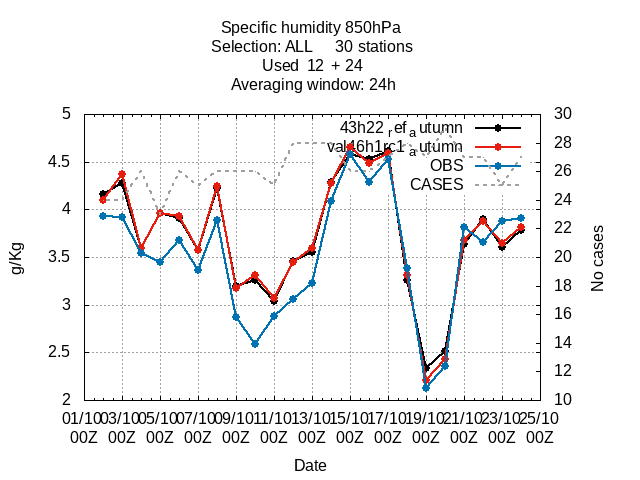 Specific humidity 850hPa
Selection: ALL 30 stations
Used 12 + 24
Averaging window: 24h
43h22ref_autumn
val46h1rc1_autumn
OBS
CASES
g/Kg
5
4.5
4
3.5
3
2.5
2
No cases
30
28
26
24
22
20
18
16
14
12
10
01/10 03/10 05/10 07/10 09/10 11/10 13/10 15/10 17/10 19/10 21/10 23/10 25/10
00Z 00Z 00Z 00Z 00Z 00Z 00Z 00Z 00Z 00Z 00Z 00Z 00Z
Date